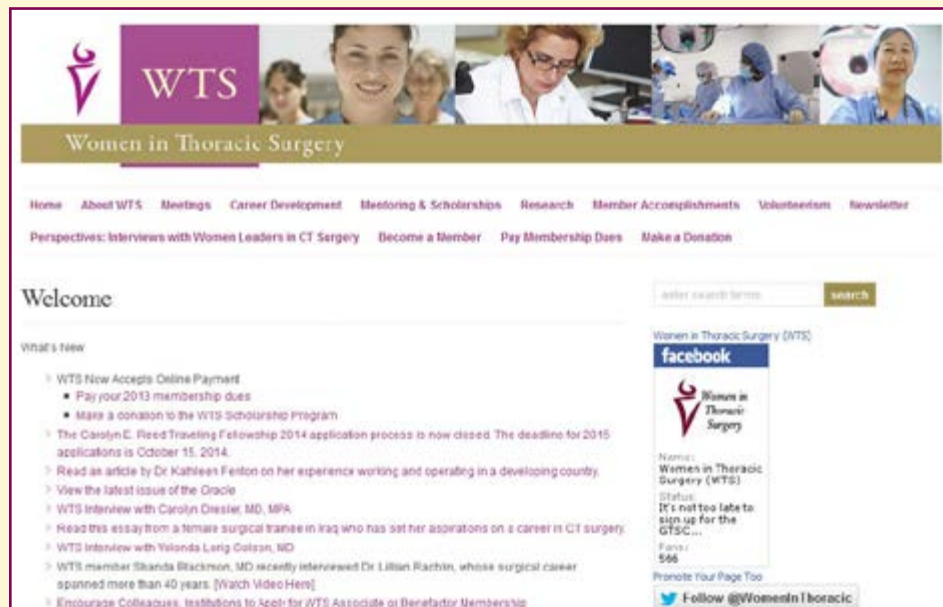 WTS
Women in Thoracic Surgery
Home About WTS Meetings Career Development Mentoring & Scholarships Research Member Accomplishments Volunteerism Newsletter
Perspectives: Interviews with Women Leaders in CT Surgery Become a Member Pay Membership Dues Make a Donation
Welcome
enter search terms search
What's New
WTS Now Accepts Online Payment
Pay your 2013 membership dues
Make a donation to the WTS Scholarship Program
The Carolyn E. Reed Traveling Fellowship 2014 application process is now closed. The deadline for 2015
applications is October 15, 2014.
Read an article by Dr. Kathleen Fenton on her experience working and operating in a developing country.
View the latest issue of the Oracle
WTS Interview with Carolyn Dresler, MD, MPA
Read this essay from a female surgical trainee in Iraq who has set her aspirations on a career in CT surgery.
WTS Interview with Yolonda Lorig Colson, MD
WTS member Shanda Blackmon, MD recently interviewed Dr. Lillian Rachlin, whose surgical career
spanned more than 40 years. [Watch Video Here]
Encourage Colleagues, Institutions to Apply for WTS Associate or Benefactor Membership
Women in Thoracic Surgery (WTS)
facebook
Women in
Thoracic
Surgery
Name:
Women in Thoracic
Surgery (WTS)
Status:
It's not too late to
sign up for the
GTSC...
Fans:
566
Promote Your Page Too
Follow @WomenInThoracic